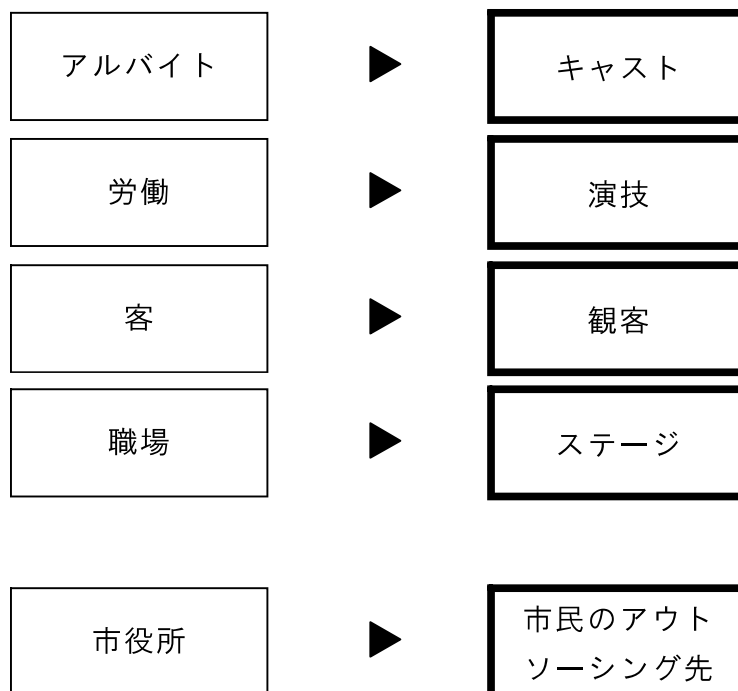 アルバイト ▶ キャスト
労働 ▶ 演技
客 ▶ 観客
職場 ▶ ステージ
市役所 ▶ 市民のアウト
ソーシング先